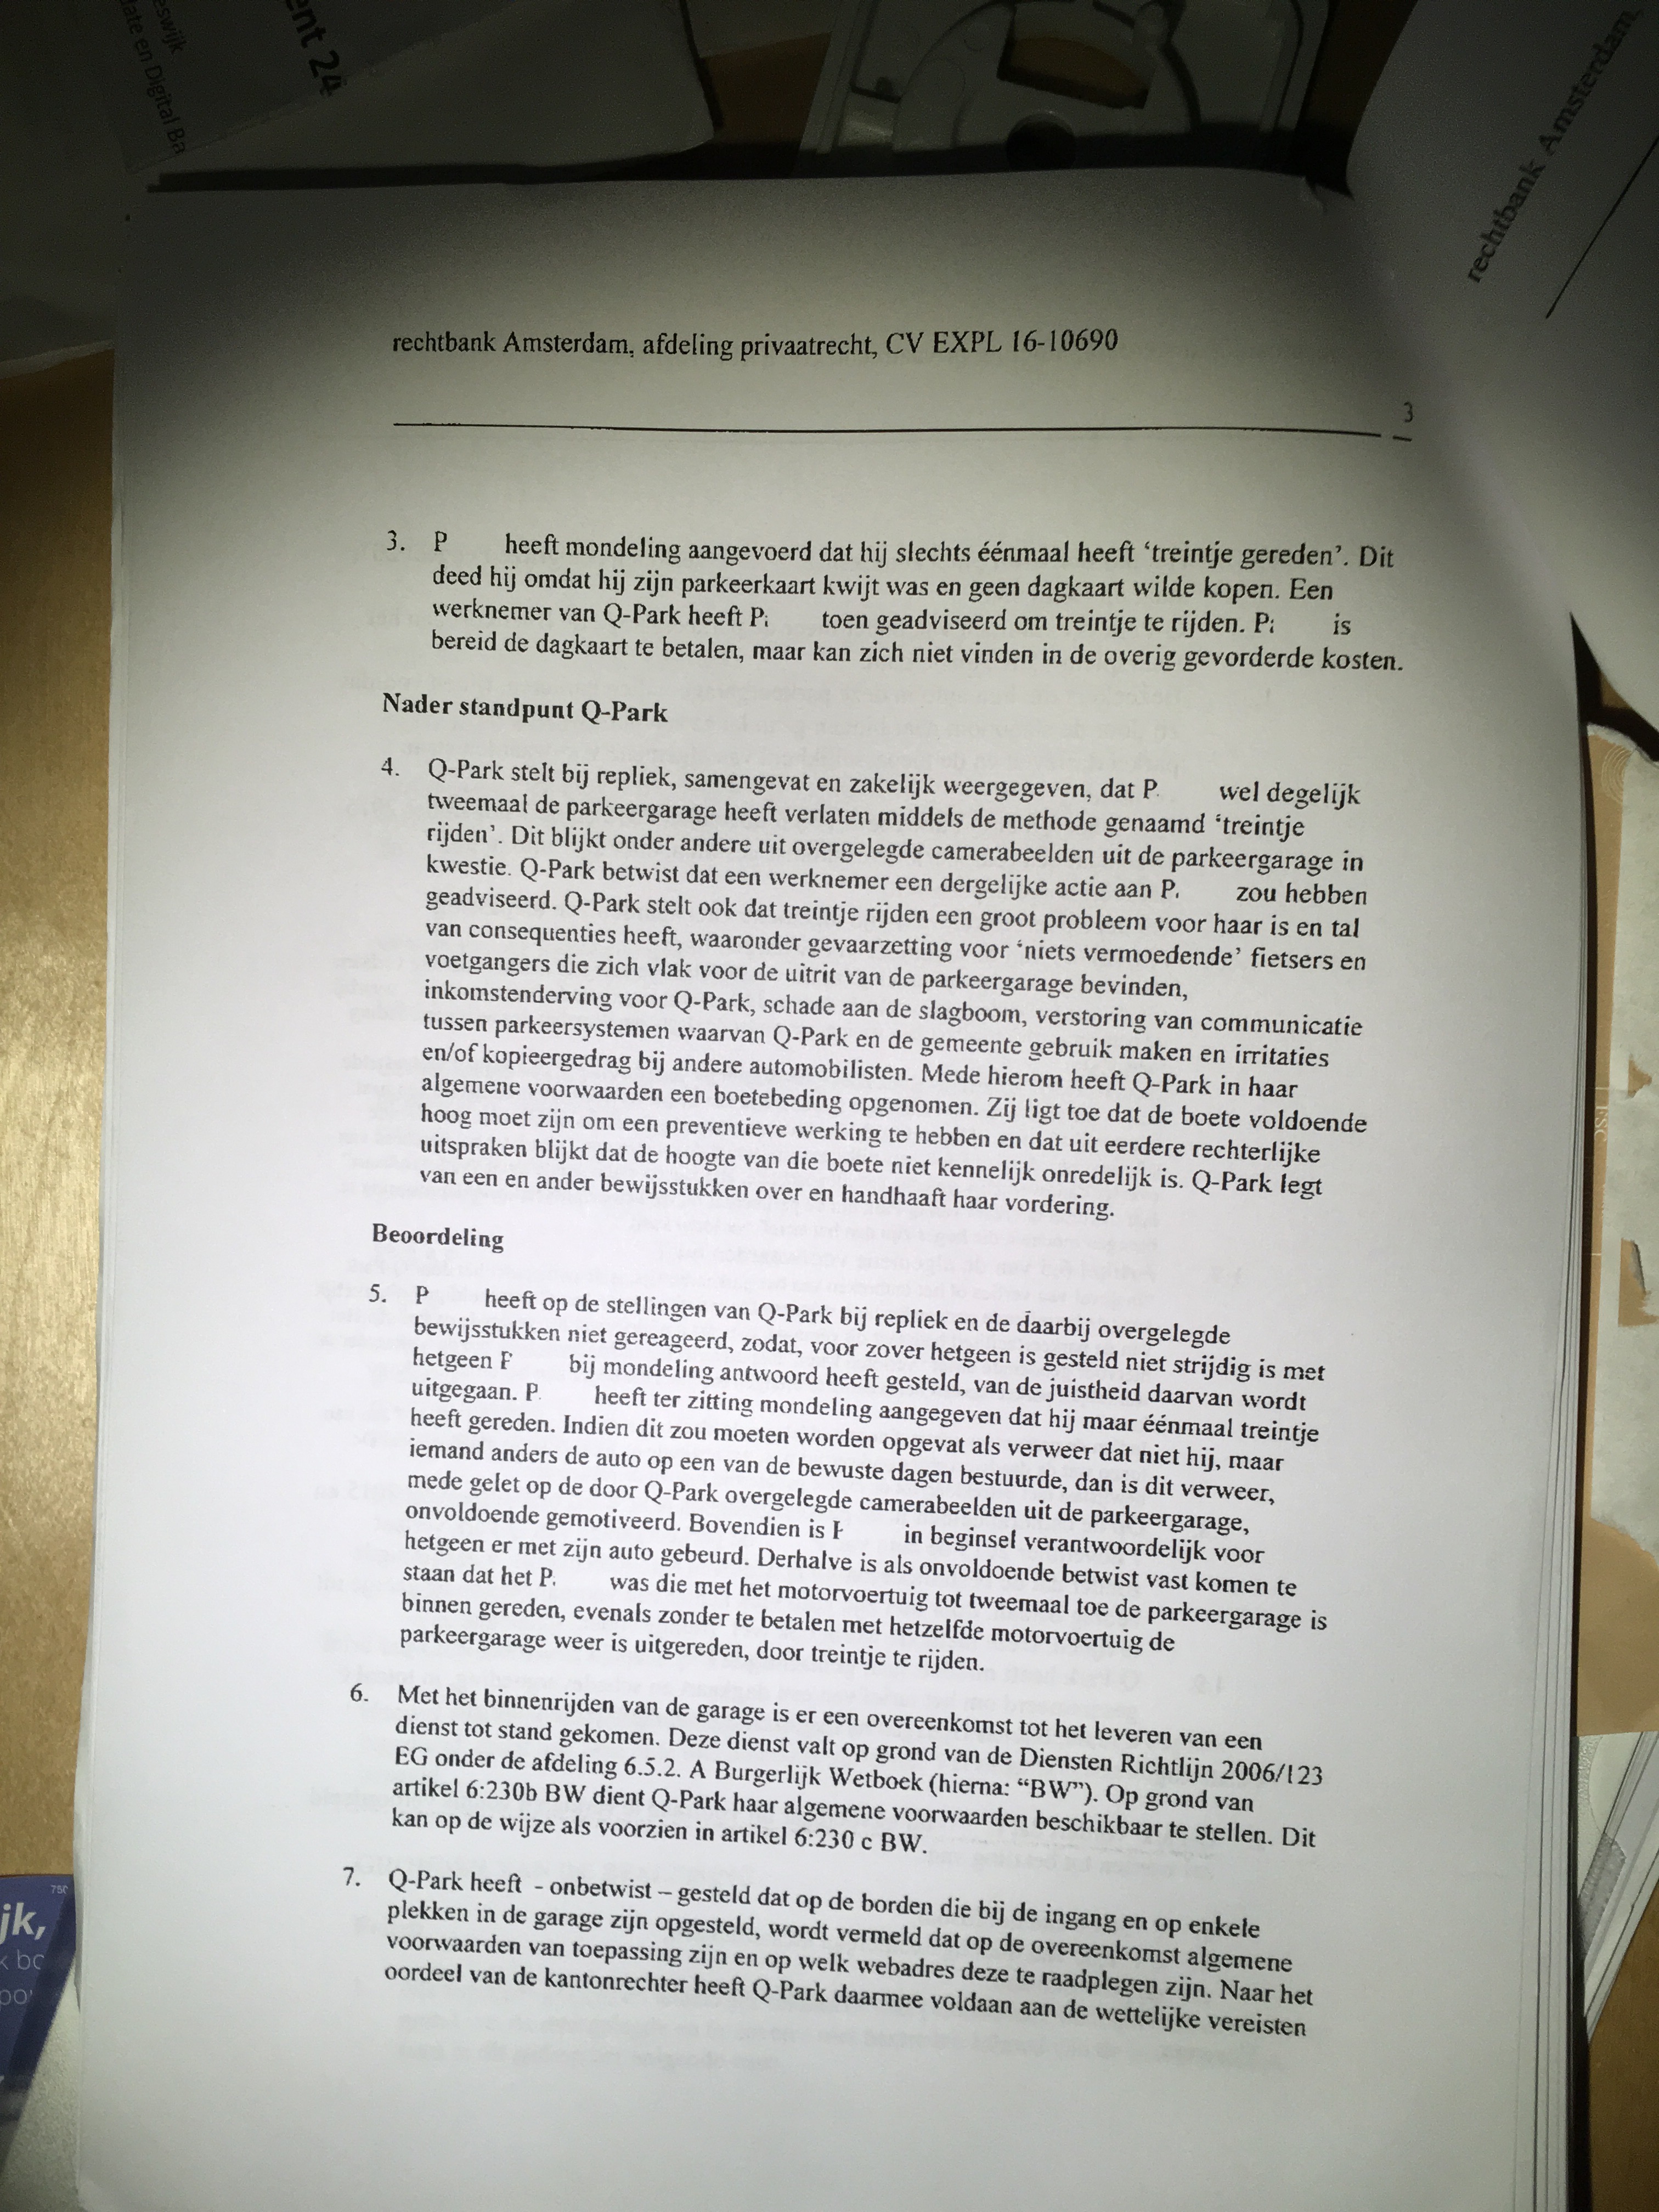 eswijk
late en Digital Ba
ent 24
rechtbank Amsterdam,
rechtbank Amsterdam, afdeling privaatrecht, CV EXPL 16-10690
3
3. P heeft mondeling aangevoerd dat hij slechts éénmaal heeft ‘treintje gereden’. Dit
deed hij omdat hij zijn parkeerkaart kwijt was en geen dagkaart wilde kopen. Een
werknemer van Q-Park heeft P toen geadviseerd om treintje te rijden. P is
bereid de dagkaart te betalen, maar kan zich niet vinden in de overig gevorderde kosten.
Nader standpunt Q-Park
4. Q-Park stelt bij repliek, samengevat en zakelijk weergegeven, dat P wel degelijk
tweemaal de parkeergarage heeft verlaten middels de methode genaamd ‘treintje
rijden’. Dit blijkt onder andere uit overgelegde camerabeelden uit de parkeergarage in
kwestie. Q-Park betwist dat een werknemer een dergelijke actie aan P. zou hebben
geadviseerd. Q-Park stelt ook dat treintje rijden een groot probleem voor haar is en tal
van consequenties heeft, waaronder gevaarzetting voor ‘niets vermoedende’ fietsers en
voetgangers die zich vlak voor de uitrit van de parkeergarage bevinden,
inkomstenderving voor Q-Park, schade aan de slagboom, verstoring van communicatie
tussen parkeersystemen waarvan Q-Park en de gemeente gebruik maken en irritaties
en/of kopieergedrag bij andere automobilisten. Mede hierom heeft Q-Park in haar
algemene voorwaarden een boetebeding opgenomen. Zij ligt toe dat de boete voldoende
hoog moet zijn om een preventieve werking te hebben en dat uit eerdere rechterlijke
uitspraken blijkt dat de hoogte van die boete niet kennelijk onredelijk is. Q-Park legt
van een en ander bewijsstukken over en handhaaft haar vordering.
Beoordeling
5. P heeft op de stellingen van Q-Park bij repliek en de daarbij overgelegde
bewijsstukken niet gereageerd, zodat, voor zover hetgeen is gesteld niet strijdig is met
hetgeen P bij mondeling antwoord heeft gesteld, van de juistheid daarvan wordt
uitgegaan. P. heeft ter zitting mondeling aangegeven dat hij maar éénmaal treintje
heeft gereden. Indien dit zou moeten worden opgevat als verweer dat niet hij, maar
iemand anders de auto op een van de bewuste dagen bestuurde, dan is dit verweer,
mede gelet op de door Q-Park overgelegde camerabeelden uit de parkeergarage,
onvoldoende gemotiveerd. Bovendien is P in beginsel verantwoordelijk voor
hetgeen er met zijn auto gebeurd. Derhalve is als onvoldoende betwist vast komen te
staan dat het P. was die met het motorvoertuig tot tweemaal toe de parkeergarage is
binnen gereden, evenals zonder te betalen met hetzelfde motorvoertuig de
parkeergarage weer is uitgereden, door treintje te rijden.
6. Met het binnenrijden van de garage is er een overeenkomst tot het leveren van een
dienst tot stand gekomen. Deze dienst valt op grond van de Diensten Richtlijn 2006/123
EG onder de afdeling 6.5.2. A Burgerlijk Wetboek (hierna: “BW”). Op grond van
artikel 6:230b BW dient Q-Park haar algemene voorwaarden beschikbaar te stellen. Dit
kan op de wijze als voorzien in artikel 6:230 c BW.
7. Q-Park heeft - onbetwist – gesteld dat op de borden die bij de ingang en op enkele
plekken in de garage zijn opgesteld, wordt vermeld dat op de overeenkomst algemene
voorwaarden van toepassing zijn en op welk webadres deze te raadplegen zijn. Naar het
oordeel van de kantonrechter heeft Q-Park daarmee voldaan aan de wettelijke vereisten
750
jk,